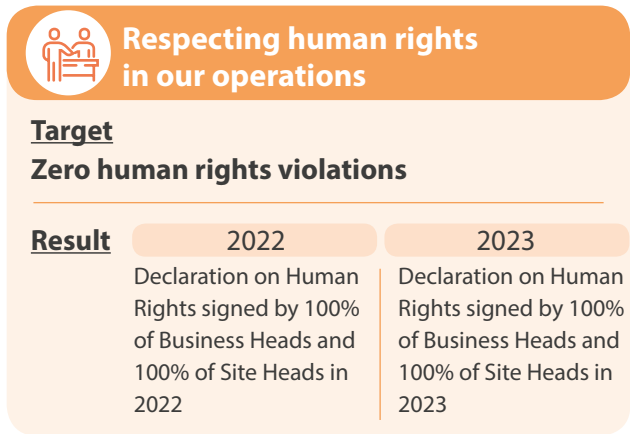 Respecting human rights
in our operations
Target
Zero human rights violations
Result
2022
Declaration on Human
Rights signed by 100%
of Business Heads and
100% of Site Heads in
2022
2023
Declaration on Human
Rights signed by 100%
of Business Heads and
100% of Site Heads in
2023